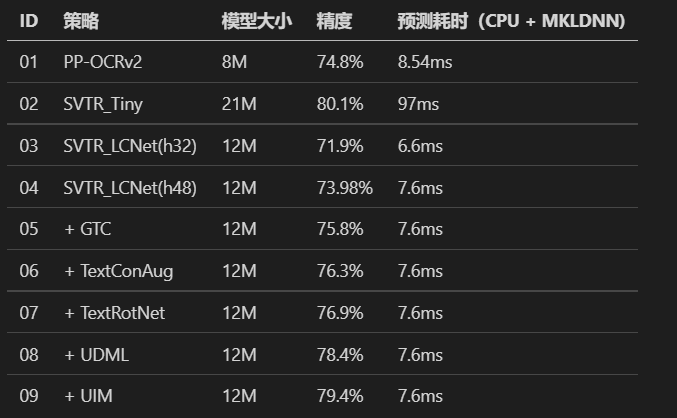 ID 策略 模型大小 精度 预测耗时（CPU + MKLDNN)
01 PP-OCRv2 8M 74.8% 8.54ms
02 SVTR_Tiny 21M 80.1% 97ms
03 SVTR_LCNet(h32) 12M 71.9% 6.6ms
04 SVTR_LCNet(h48) 12M 73.98% 7.6ms
05 + GTC 12M 75.8% 7.6ms
06 + TextConAug 12M 76.3% 7.6ms
07 + TextRotNet 12M 76.9% 7.6ms
08 + UDML 12M 78.4% 7.6ms
09 + UIM 12M 79.4% 7.6ms